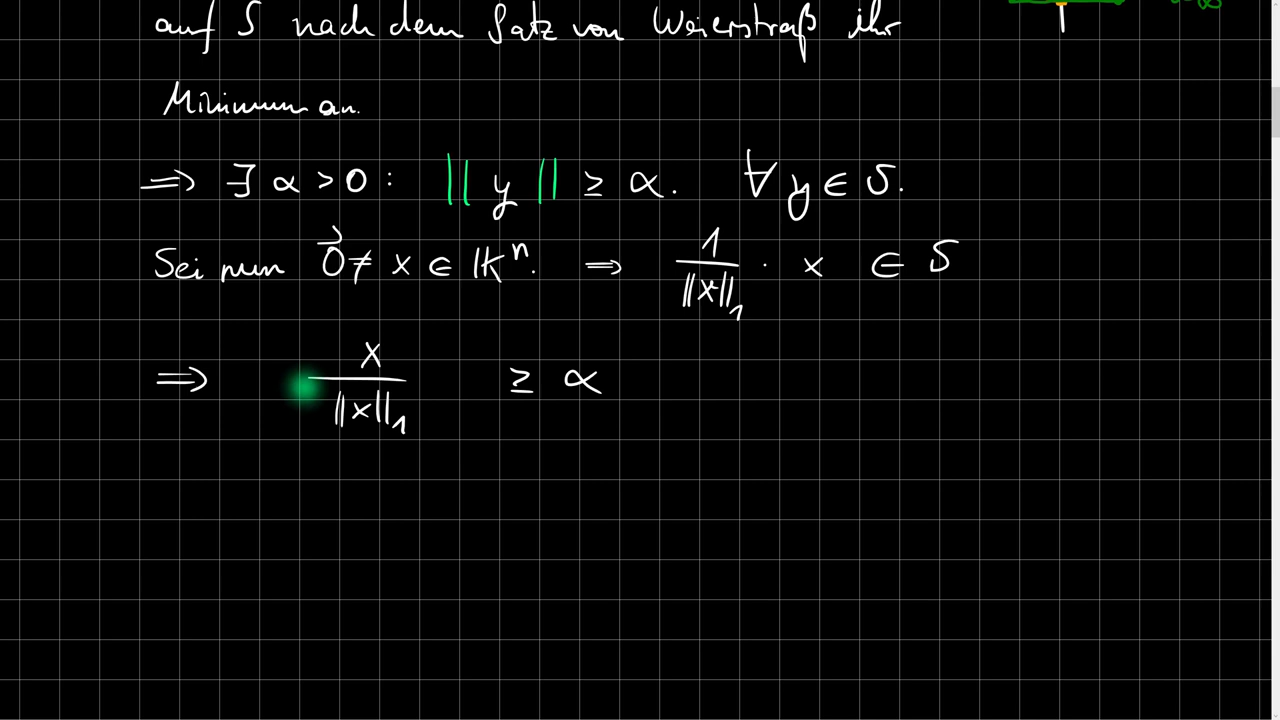 auf S nach dem Satz von Weierstraß ihr
Minimum an.
⟹ ∃ α > 0 : || y || ≥ α. ∀ y ∈ S.
Sei nun 0⃗ ≠ x ∈ 𝕂ⁿ. ⟹ 1/||x||₁ · x ∈ S
⟹ x/||x||₁ ≥ α